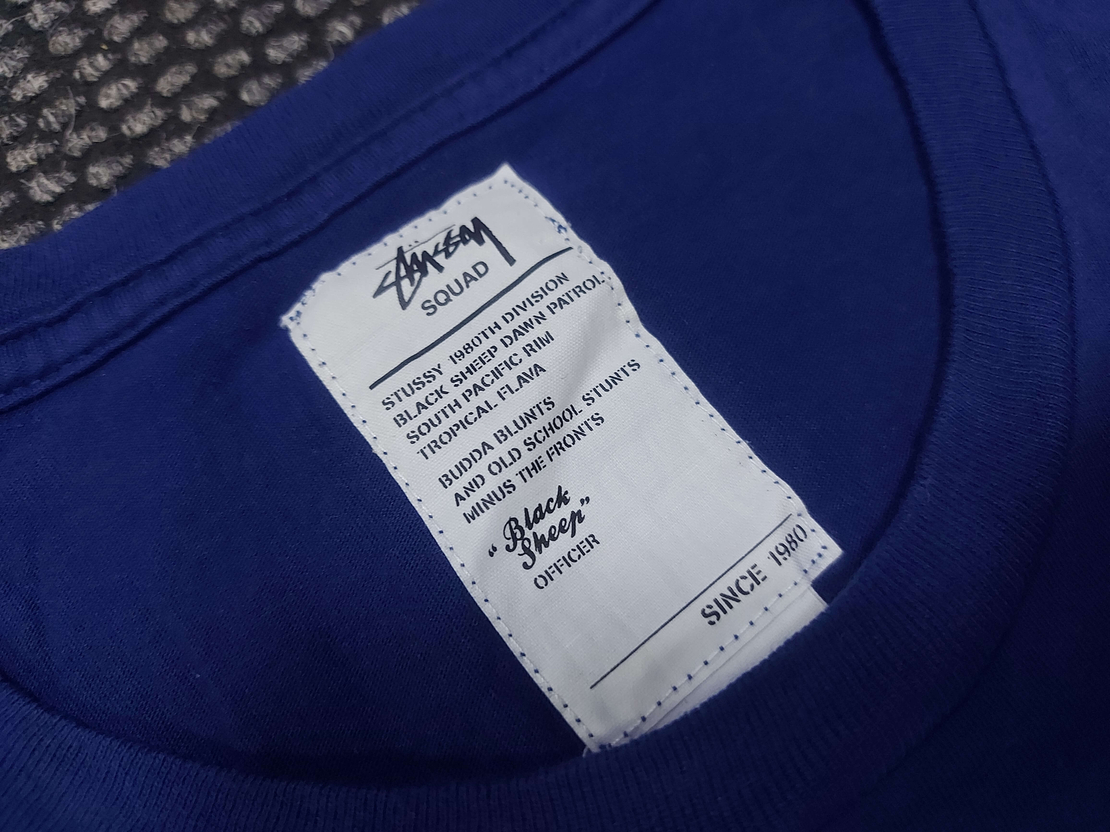 Stüssy
SQUAD
STUSSY 1980TH DIVISION
BLACK SHEEP DAWN PATROL
SOUTH PACIFIC RIM
TROPICAL FLAVA
BUDDA BLUNTS
AND OLD SCHOOL STUNTS
MINUS THE FRONTS
"Black
Sheep"
OFFICER
SINCE 1980